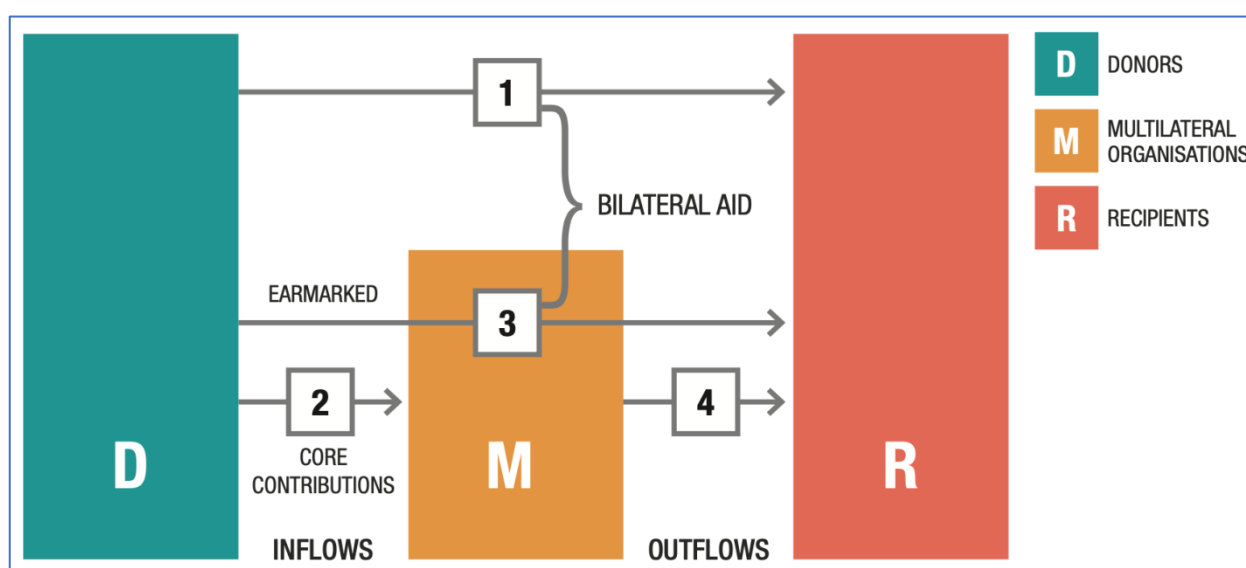 1
BILATERAL AID
EARMARKED
3
2
4
CORE
CONTRIBUTIONS
D
M
R
INFLOWS
OUTFLOWS
D
DONORS
M
MULTILATERAL
ORGANISATIONS
R
RECIPIENTS